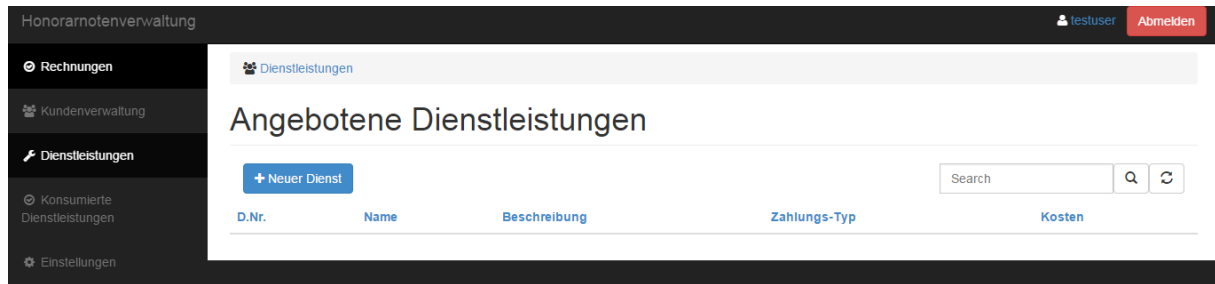 Honorarnotenverwaltung
testuser
Abmelden
Rechnungen
Kundenverwaltung
Dienstleistungen
Konsumierte
Dienstleistungen
Einstellungen
Dienstleistungen
Angebotene Dienstleistungen
Neuer Dienst
Search
D.Nr. Name Beschreibung Zahlungs-Typ Kosten